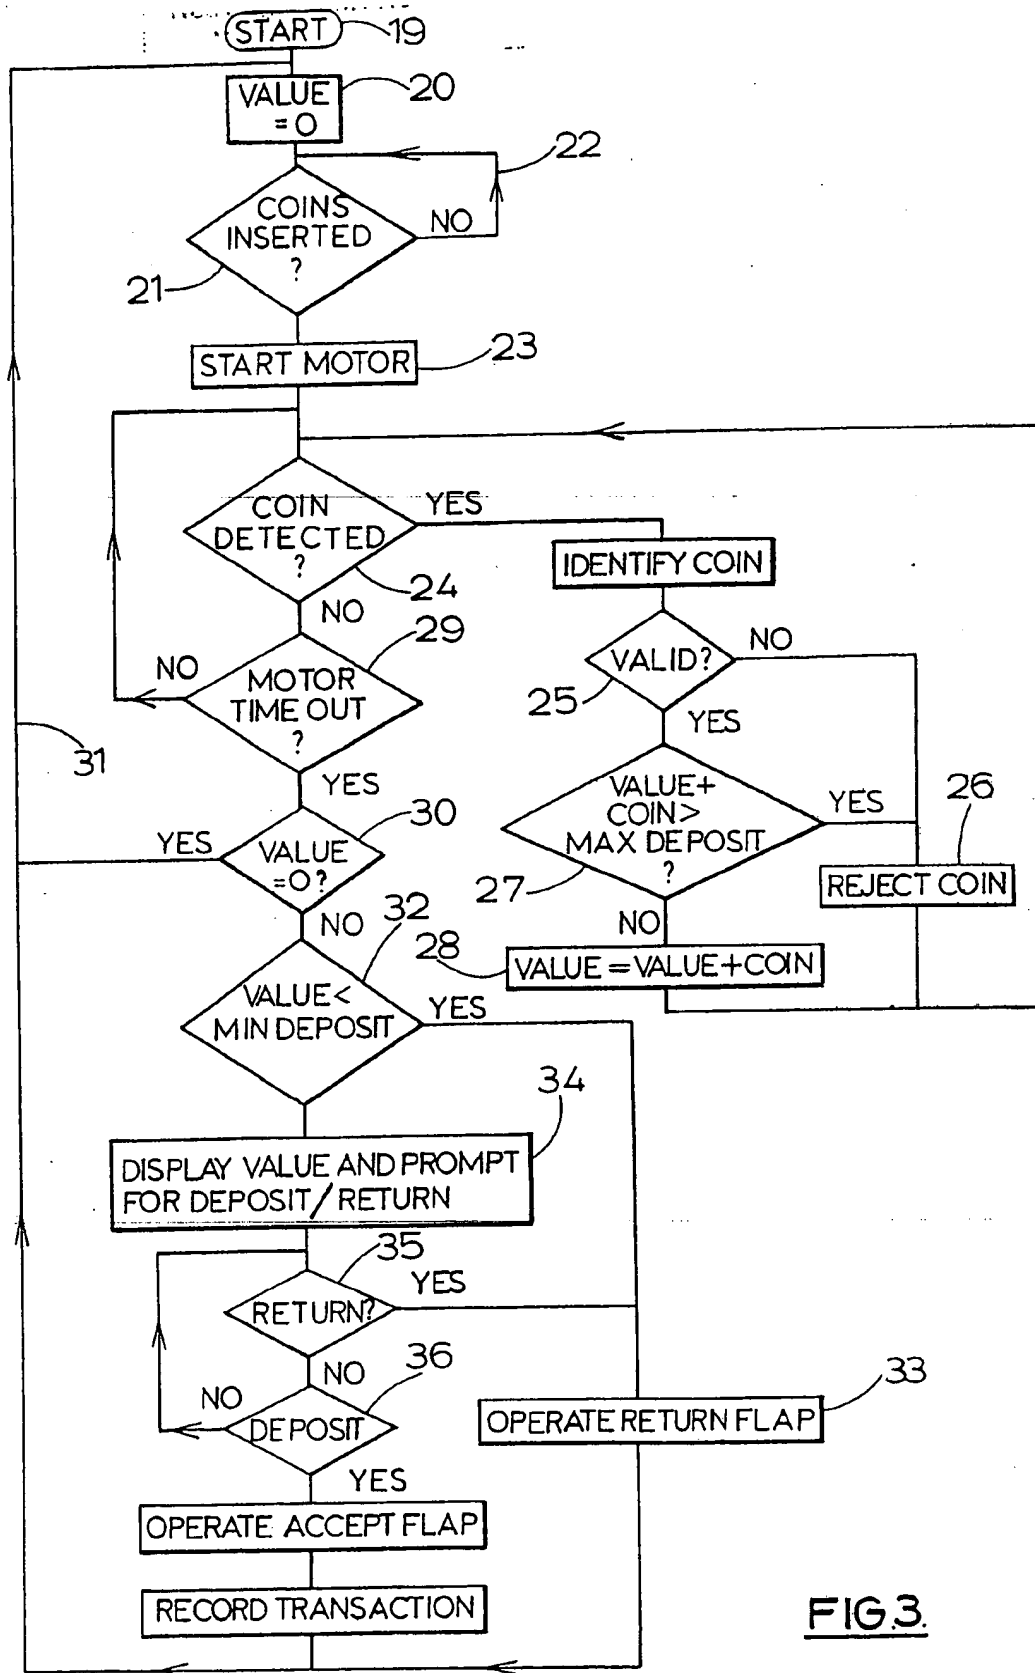 START
19
VALUE
=0
20
22
COINS
INSERTED
?
NO
21
START MOTOR
23
COIN
DETECTED
?
YES
24
NO
IDENTIFY COIN
29
VALID?
NO
25
NO
MOTOR
TIME OUT
?
YES
31
YES
VALUE+
COIN>
MAX DEPOSIT
?
YES
26
27
30
YES
VALUE
=0?
REJECT COIN
NO
32
NO
28
VALUE=VALUE+COIN
VALUE<
MIN DEPOSIT
YES
34
DISPLAY VALUE AND PROMPT
FOR DEPOSIT/RETURN
35
YES
RETURN?
NO
36
33
NO
DEPOSIT
OPERATE RETURN FLAP
YES
OPERATE ACCEPT FLAP
RECORD TRANSACTION
FIG.3.